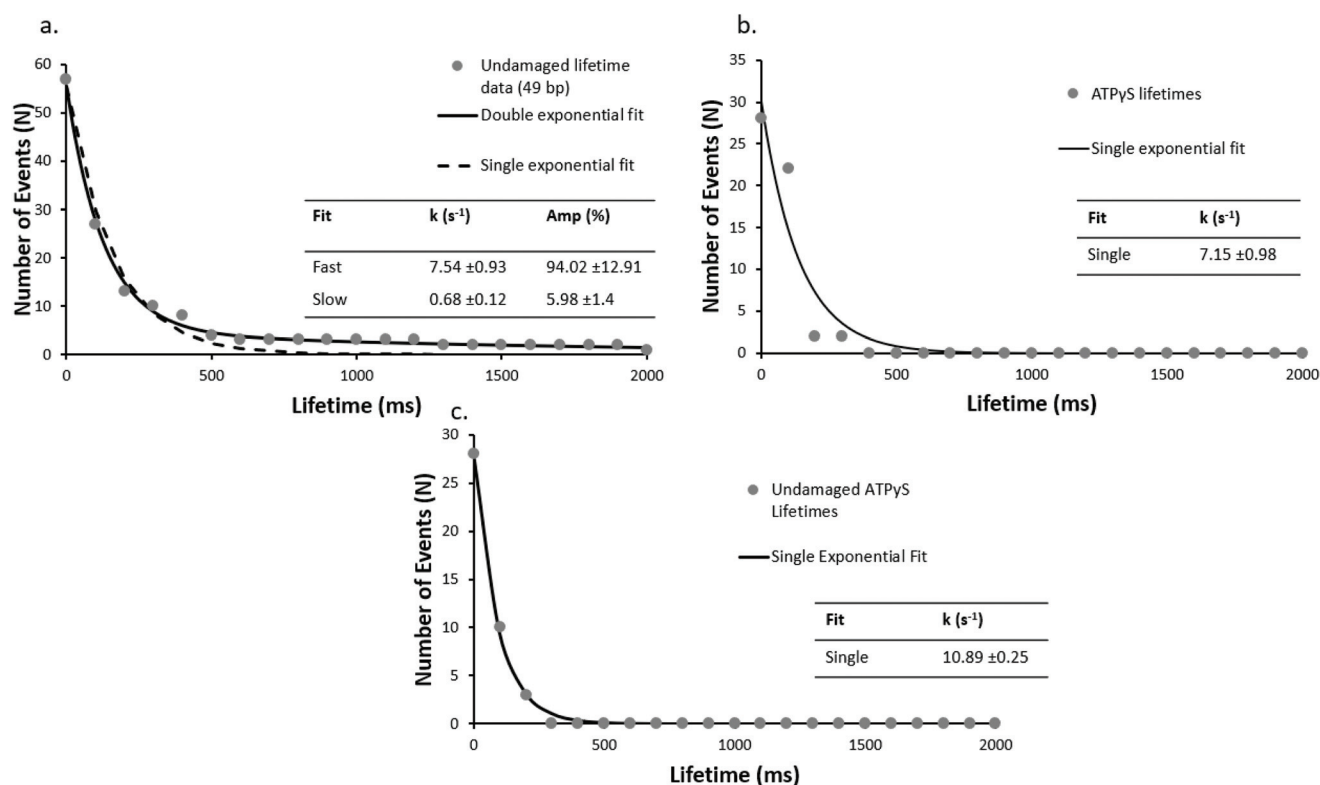 a.
60
50
40
30
20
10
0
Number of Events (N)
0 500 1000 1500 2000
Lifetime (ms)
Undamaged lifetime
data (49 bp)
Double exponential fit
Single exponential fit
Fit k (s⁻¹) Amp (%)
Fast 7.54 ±0.93 94.02 ±12.91
Slow 0.68 ±0.12 5.98 ±1.4
b.
35
30
25
20
15
10
5
0
Number of Events (N)
0 500 1000 1500 2000
Lifetime (ms)
ATPγS lifetimes
Single exponential fit
Fit k (s⁻¹)
Single 7.15 ±0.98
c.
30
25
20
15
10
5
0
Number of Events (N)
0 500 1000 1500 2000
Lifetime (ms)
Undamaged ATPγS
Lifetimes
Single Exponential Fit
Fit k (s⁻¹)
Single 10.89 ±0.25